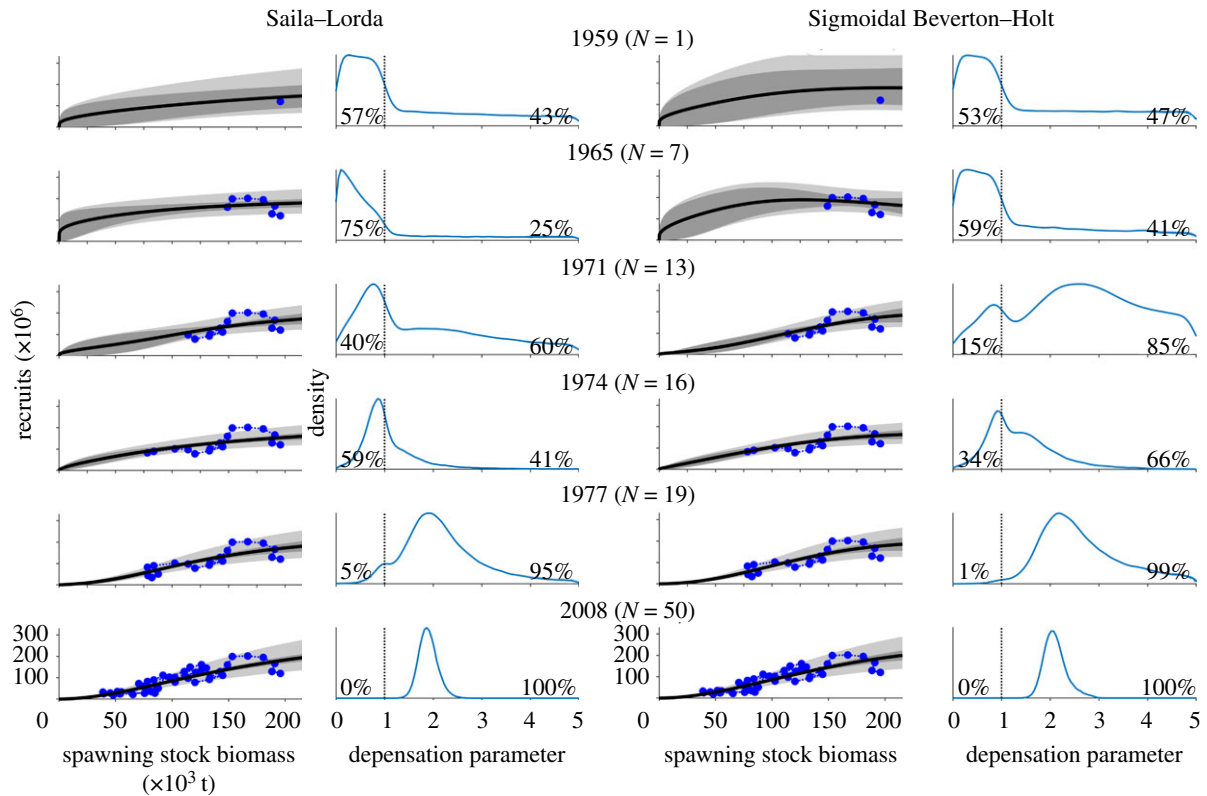 Saila–Lorda
Sigmoidal Beverton–Holt
1959 (N = 1)
57% 43% 53% 47%
1965 (N = 7)
75% 25% 59% 41%
1971 (N = 13)
40% 60% 15% 85%
recruits (×10⁶)
density
1974 (N = 16)
59% 41% 34% 66%
1977 (N = 19)
5% 95% 1% 99%
2008 (N = 50)
300 300
200 200
100 100
0% 100% 0% 100%
0 50 100 150 200 0 1 2 3 4 5 0 50 100 150 200 0 1 2 3 4 5
spawning stock biomass depensation parameter spawning stock biomass depensation parameter
(×10³ t)